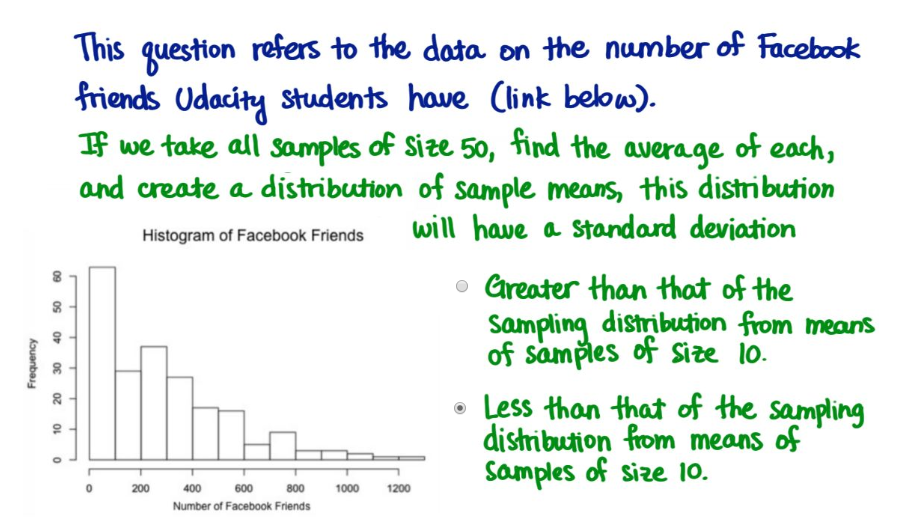 This question refers to the data on the number of Facebook
friends Udacity students have (link below).
If we take all samples of size 50, find the average of each,
and create a distribution of sample means, this distribution
will have a standard deviation
Histogram of Facebook Friends
Frequency
60
50
40
30
20
10
0
0 200 400 600 800 1000 1200
Number of Facebook Friends
Greater than that of the
sampling distribution from means
of samples of size 10.
Less than that of the sampling
distribution from means of
samples of size 10.